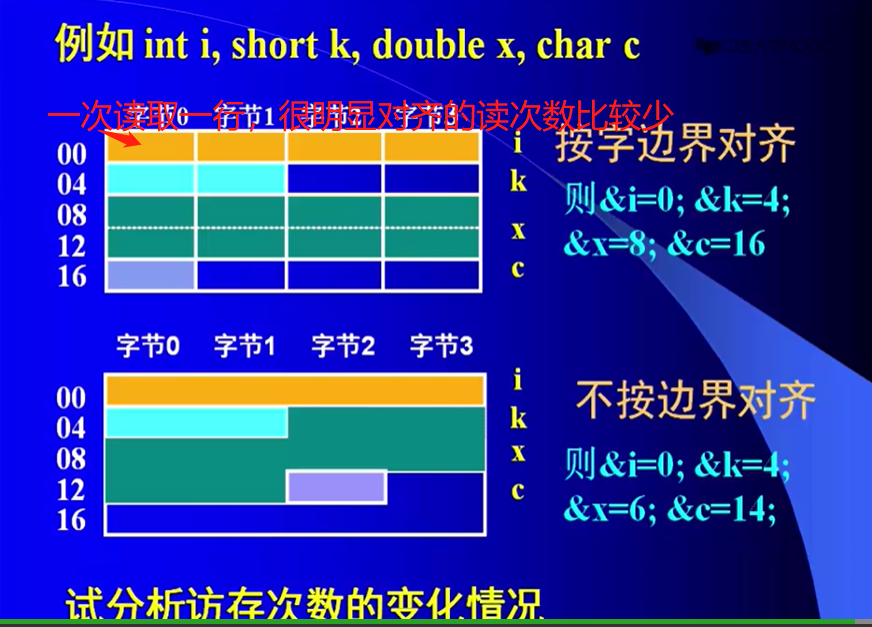 例如 int i, short k, double x, char c
一次读取一行，很明显对齐的读次数比较少
字节0 字节1 字节2 字节3
00 i
04 k
08
12 x
16 c
按字边界对齐
则&i=0; &k=4;
&x=8; &c=16
字节0 字节1 字节2 字节3
00 i
04 k
08 x
12 c
16
不按边界对齐
则&i=0; &k=4;
&x=6; &c=14;
试分析访存次数的变化情况